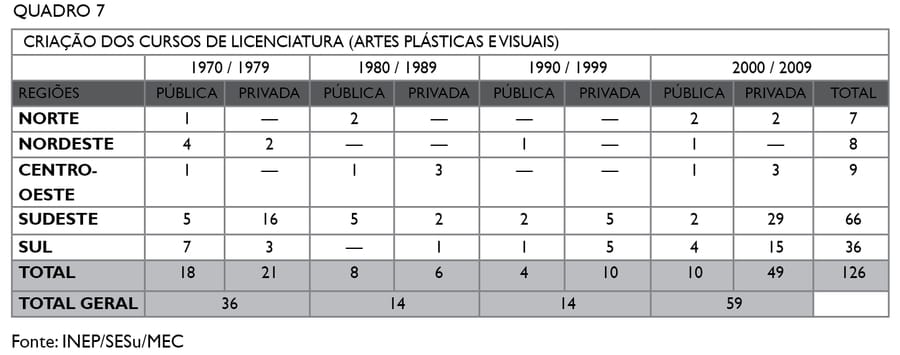 QUADRO 7
CRIAÇÃO DOS CURSOS DE LICENCIATURA (ARTES PLÁSTICAS E VISUAIS)
1970 / 1979 1980 / 1989 1990 / 1999 2000 / 2009
REGIÕES PÚBLICA PRIVADA PÚBLICA PRIVADA PÚBLICA PRIVADA PÚBLICA PRIVADA TOTAL
NORTE 1 — 2 — — — 2 2 7
NORDESTE 4 2 — — 1 — 1 — 8
CENTRO- 1 — 1 3 — — 1 3 9
OESTE
SUDESTE 5 16 5 2 2 5 2 29 66
SUL 7 3 — 1 1 5 4 15 36
TOTAL 18 21 8 6 4 10 10 49 126
TOTAL GERAL 36 14 14 59
Fonte: INEP/SESu/MEC